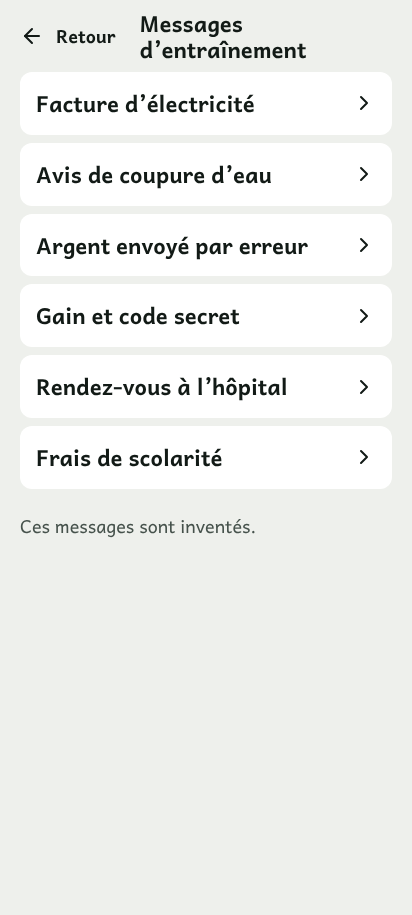 Retour
Messages
d’entraînement
Facture d’électricité
Avis de coupure d’eau
Argent envoyé par erreur
Gain et code secret
Rendez-vous à l’hôpital
Frais de scolarité
Ces messages sont inventés.